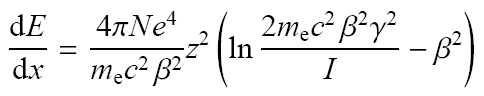 dE/dx = 4πNe⁴/mₑc²β² z² (ln 2mₑc²β²γ²/I − β²)